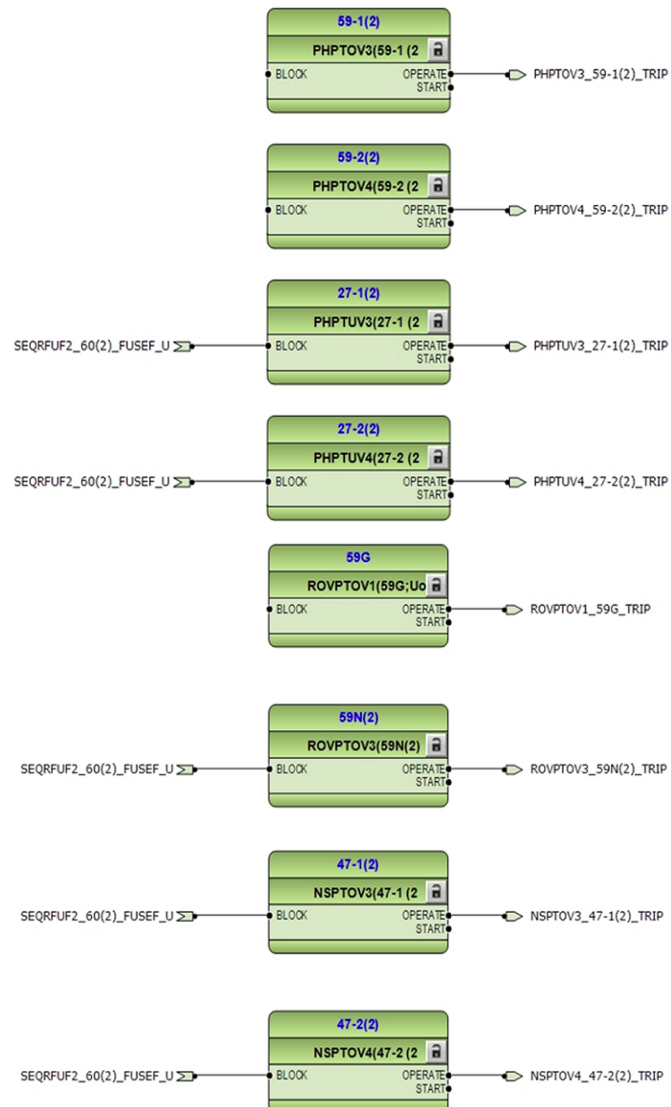 59-1(2)
PHPTOV3(59-1 (2
BLOCK OPERATE PHPTOV3_59-1(2)_TRIP
START
59-2(2)
PHPTOV4(59-2 (2
BLOCK OPERATE PHPTOV4_59-2(2)_TRIP
START
27-1(2)
PHPTUV3(27-1 (2
SEQRFUF2_60(2)_FUSEF_U BLOCK OPERATE PHPTUV3_27-1(2)_TRIP
START
27-2(2)
PHPTUV4(27-2 (2
SEQRFUF2_60(2)_FUSEF_U BLOCK OPERATE PHPTUV4_27-2(2)_TRIP
START
59G
ROVPTOV1(59G;Uo
BLOCK OPERATE ROVPTOV1_59G_TRIP
START
59N(2)
ROVPTOV3(59N(2)
SEQRFUF2_60(2)_FUSEF_U BLOCK OPERATE ROVPTOV3_59N(2)_TRIP
START
47-1(2)
NSPTOV3(47-1 (2
SEQRFUF2_60(2)_FUSEF_U BLOCK OPERATE NSPTOV3_47-1(2)_TRIP
START
47-2(2)
NSPTOV4(47-2 (2
SEQRFUF2_60(2)_FUSEF_U BLOCK OPERATE NSPTOV4_47-2(2)_TRIP
START